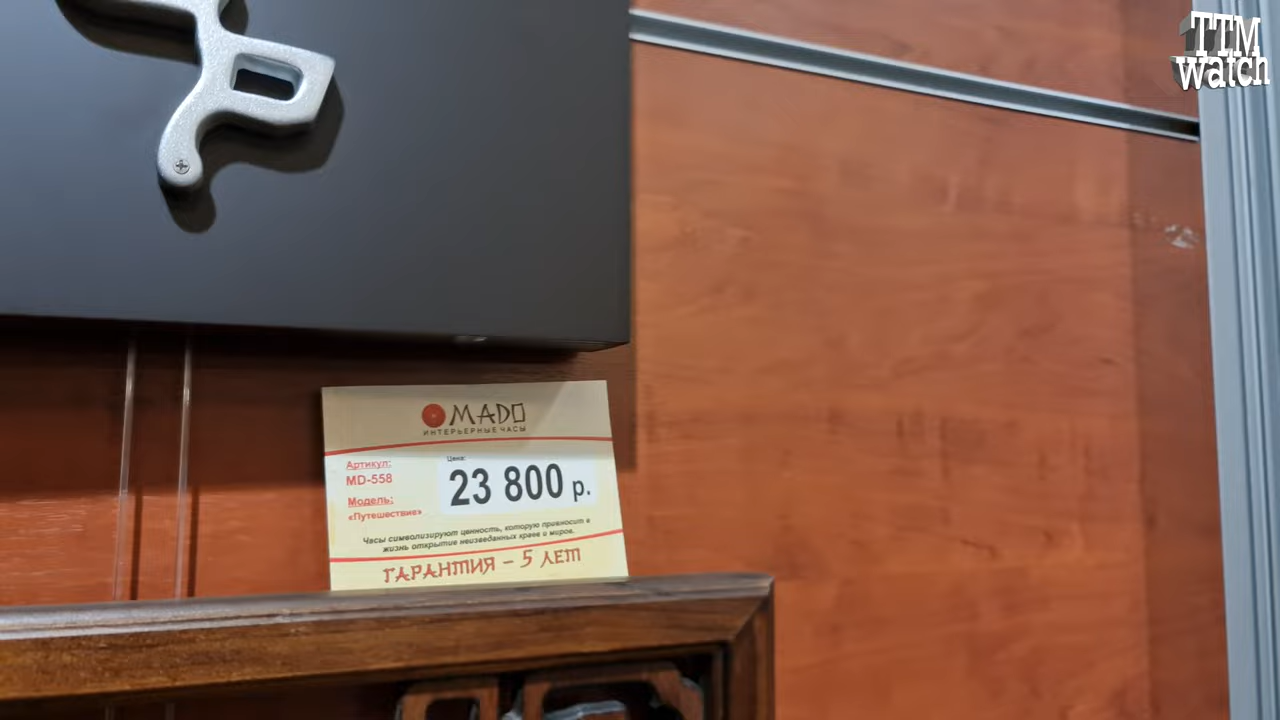 TTM
watch
MADO
ИНТЕРЬЕРНЫЕ ЧАСЫ
Артикул:
MD-558
Модель:
«Путешествие»
Цена:
23 800 р.
Часы символизируют ценность, которую привносит в
жизнь открытие неизведанных краев и миров.
ГАРАНТИЯ - 5 ЛЕТ